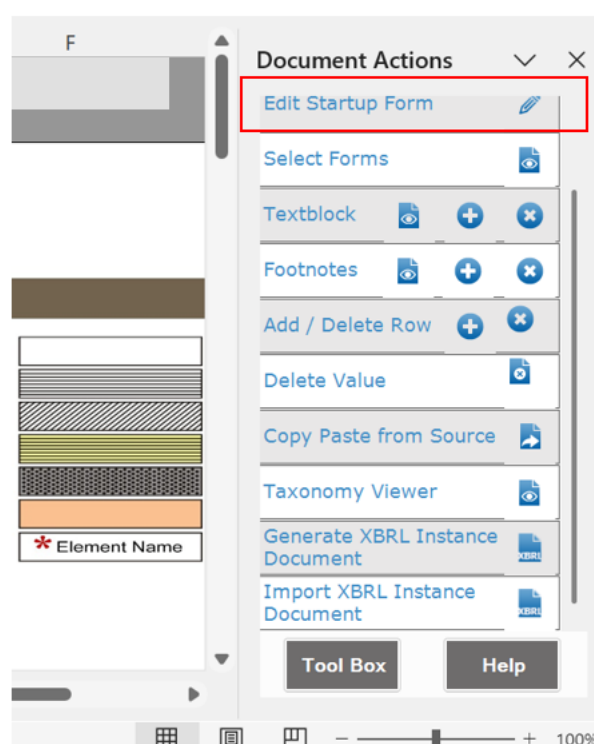 F
Document Actions
Edit Startup Form
Select Forms
Textblock
Footnotes
Add / Delete Row
Delete Value
Copy Paste from Source
Taxonomy Viewer
Generate XBRL Instance
Document
XBRL
Import XBRL Instance
Document
XBRL
* Element Name
Tool Box Help
100%